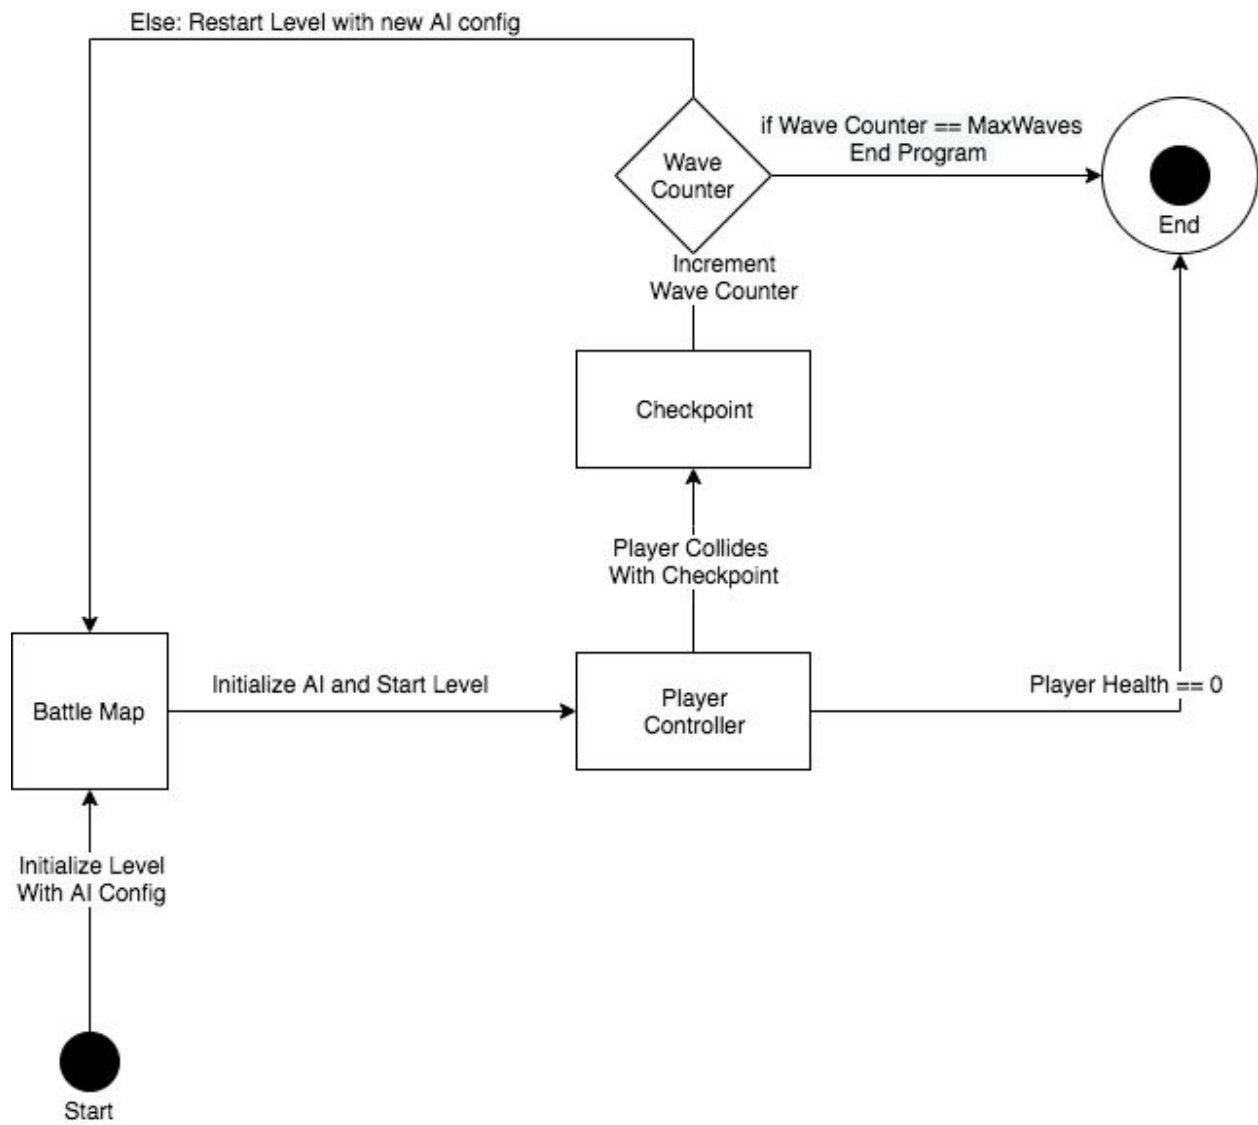 Else: Restart Level with new AI config
if Wave Counter == MaxWaves
End Program
Wave
Counter
End
Increment
Wave Counter
Checkpoint
Player Collides
With Checkpoint
Initialize AI and Start Level
Player Health == 0
Battle Map
Player
Controller
Initialize Level
With AI Config
Start